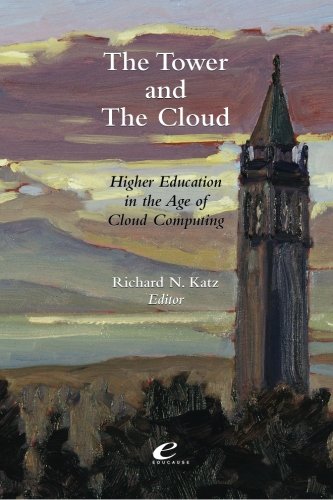 The Tower
and
The Cloud
Higher Education
in the Age of
Cloud Computing
Richard N. Katz
Editor
e
EDUCAUSE